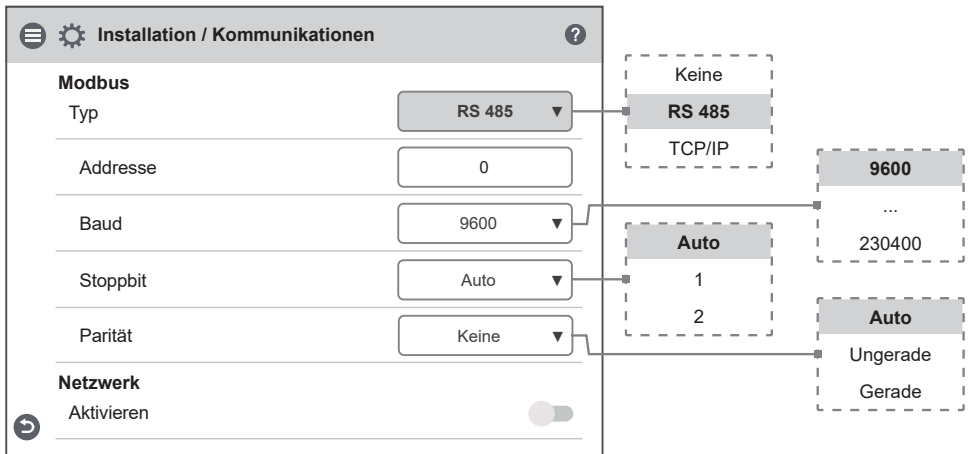 Installation / Kommunikationen ?
Modbus
Typ RS 485 ▼
Addresse 0
Baud 9600 ▼
Stoppbit Auto ▼
Parität Keine ▼
Netzwerk
Aktivieren
Keine
RS 485
TCP/IP
9600
...
230400
Auto
1
2
Auto
Ungerade
Gerade